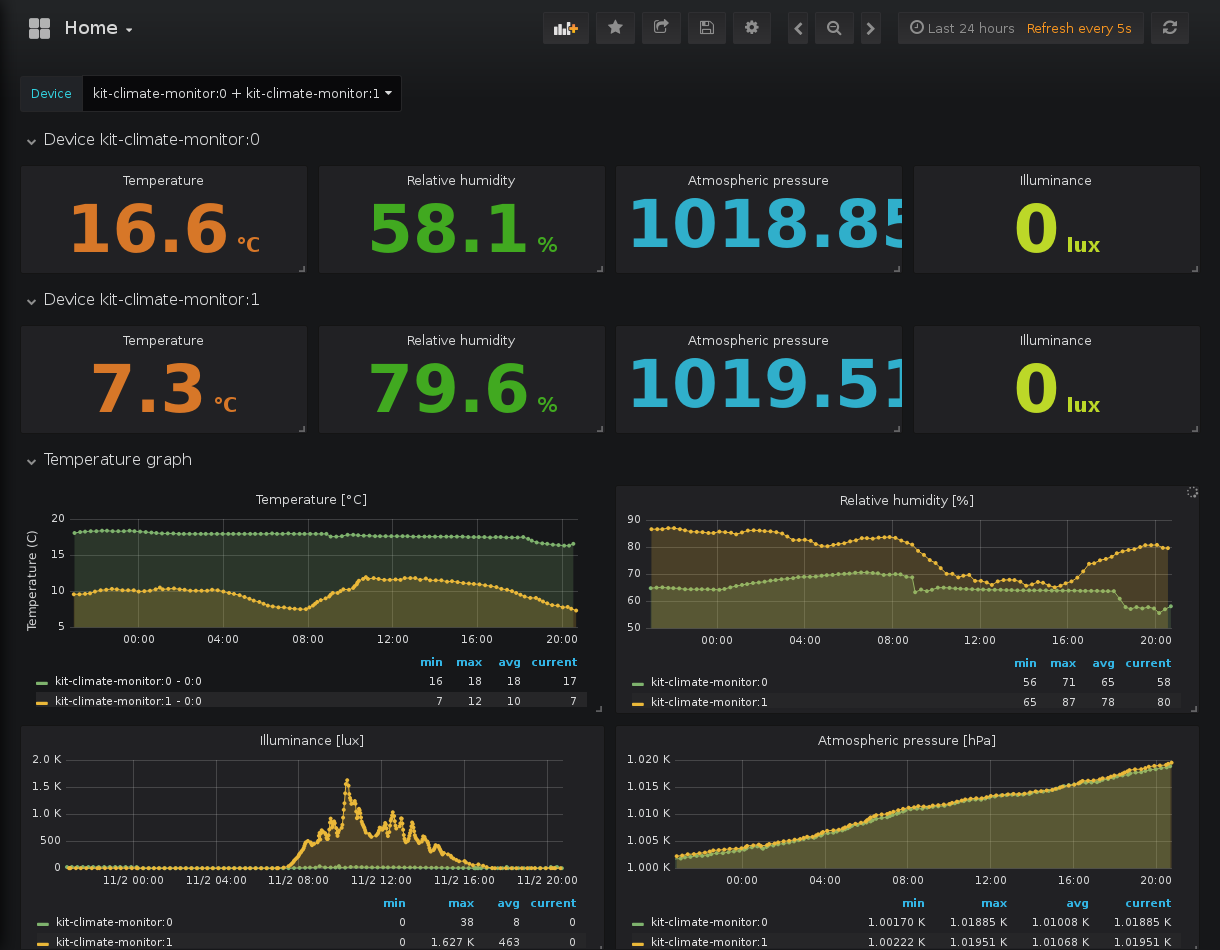 Home
Last 24 hours Refresh every 5s
Device kit-climate-monitor:0 + kit-climate-monitor:1
Device kit-climate-monitor:0
Temperature Relative humidity Atmospheric pressure Illuminance
16.6 °C 58.1 % 1018.85 0 lux
Device kit-climate-monitor:1
Temperature Relative humidity Atmospheric pressure Illuminance
7.3 °C 79.6 % 1019.51 0 lux
Temperature graph
Temperature [°C]
Temperature (C)
20
15
10
5
00:00 04:00 08:00 12:00 16:00 20:00
min max avg current
kit-climate-monitor:0 - 0:0 16 18 18 17
kit-climate-monitor:1 - 0:0 7 12 10 7
Relative humidity [%]
90
80
70
60
50
00:00 04:00 08:00 12:00 16:00 20:00
min max avg current
kit-climate-monitor:0 56 71 65 58
kit-climate-monitor:1 65 87 78 80
Illuminance [lux]
2.0 K
1.5 K
1.0 K
500
0
11/2 00:00 11/2 04:00 11/2 08:00 11/2 12:00 11/2 16:00 11/2 20:00
min max avg current
kit-climate-monitor:0 0 38 8 0
kit-climate-monitor:1 0 1.627 K 463 0
Atmospheric pressure [hPa]
1.020 K
1.015 K
1.010 K
1.005 K
1.000 K
00:00 04:00 08:00 12:00 16:00 20:00
min max avg current
kit-climate-monitor:0 1.00170 K 1.01885 K 1.01008 K 1.01885 K
kit-climate-monitor:1 1.00222 K 1.01951 K 1.01068 K 1.01951 K